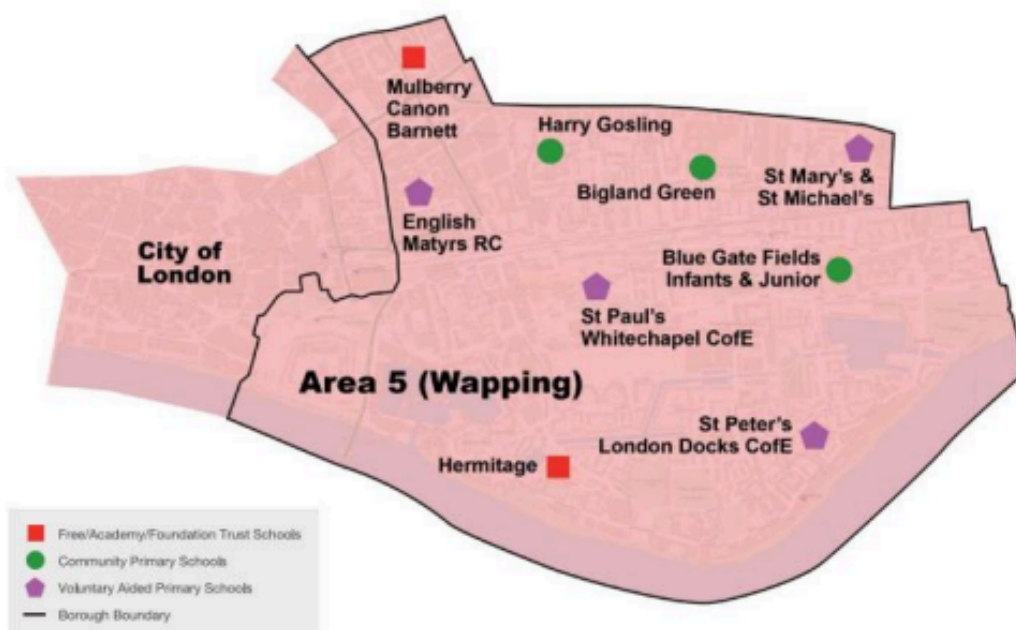 Mulberry
Canon
Barnett
Harry Gosling
Bigland Green
St Mary's &
St Michael's
English
Matyrs RC
City of
London
Blue Gate Fields
Infants & Junior
St Paul's
Whitechapel CofE
Area 5 (Wapping)
St Peter's
London Docks CofE
Hermitage
Free/Academy/Foundation Trust Schools
Community Primary Schools
Voluntary Aided Primary Schools
Borough Boundary